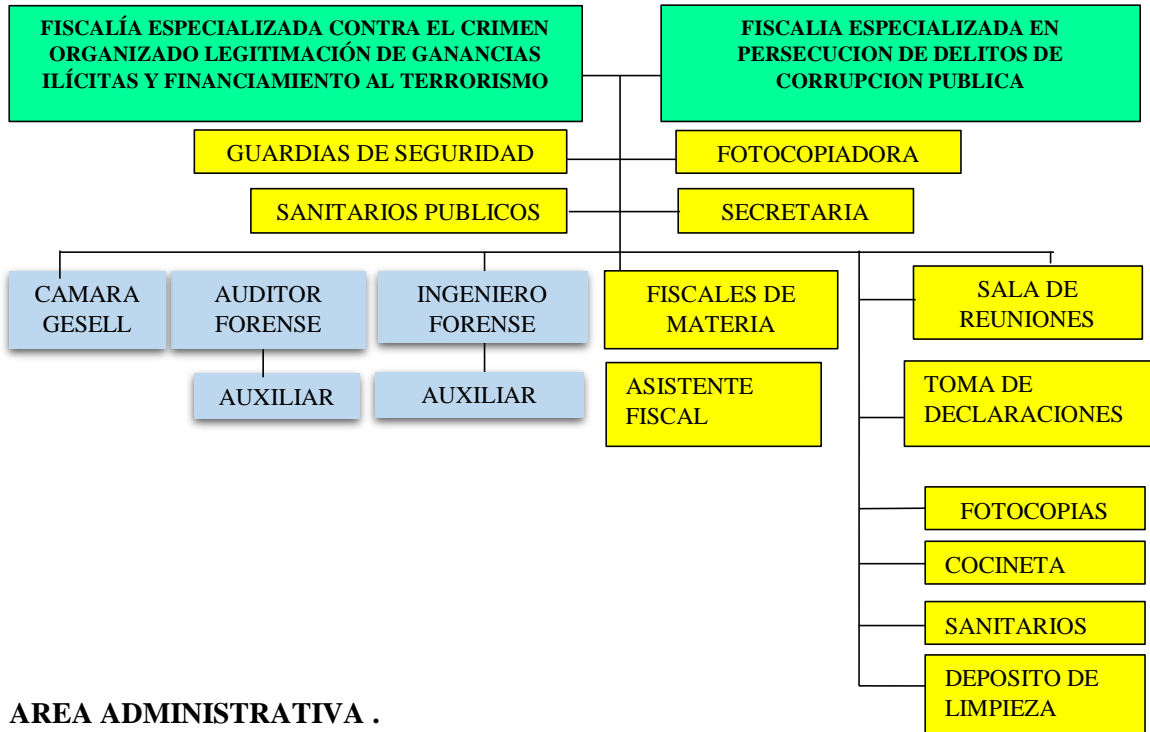 FISCALÍA ESPECIALIZADA CONTRA EL CRIMEN
ORGANIZADO LEGITIMACIÓN DE GANANCIAS
ILÍCITAS Y FINANCIAMIENTO AL TERRORISMO
FISCALIA ESPECIALIZADA EN
PERSECUCION DE DELITOS DE
CORRUPCION PUBLICA
GUARDIAS DE SEGURIDAD
FOTOCOPIADORA
SANITARIOS PUBLICOS
SECRETARIA
CAMARA
GESELL
AUDITOR
FORENSE
INGENIERO
FORENSE
FISCALES DE
MATERIA
SALA DE
REUNIONES
AUXILIAR
AUXILIAR
ASISTENTE
FISCAL
TOMA DE
DECLARACIONES
FOTOCOPIAS
COCINETA
SANITARIOS
DEPOSITO DE
LIMPIEZA
AREA ADMINISTRATIVA .